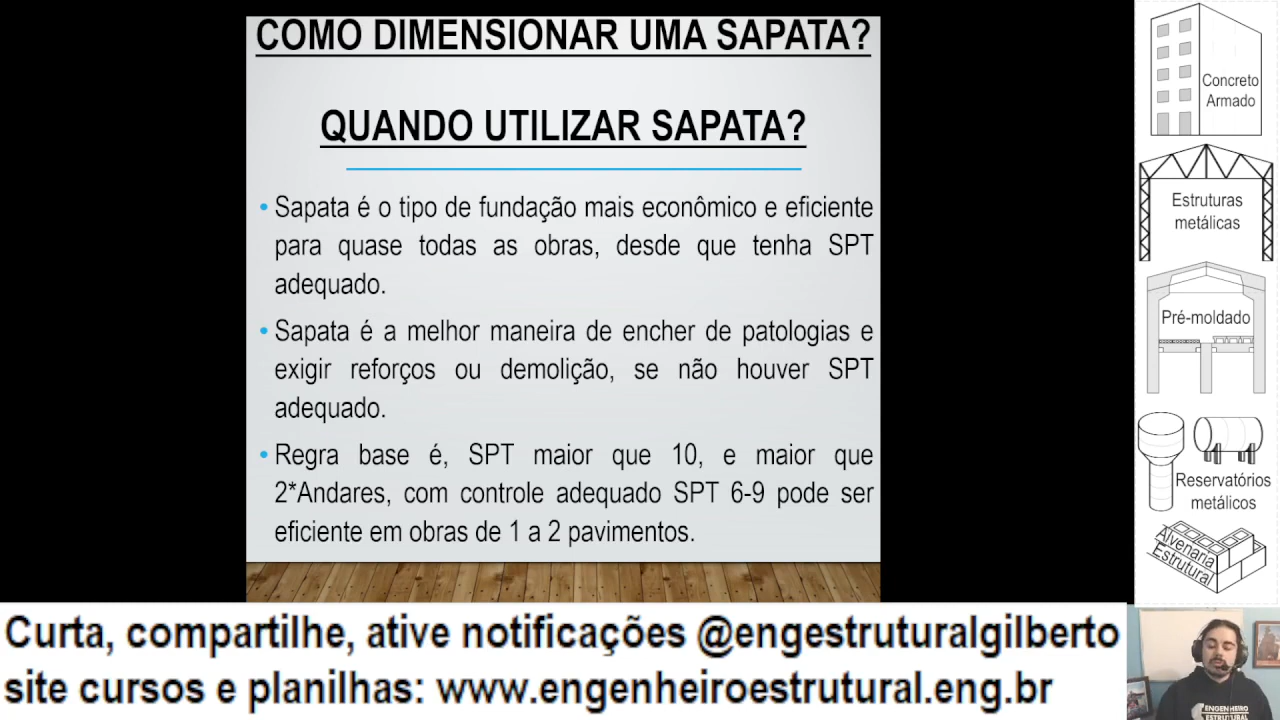 COMO DIMENSIONAR UMA SAPATA?
QUANDO UTILIZAR SAPATA?
• Sapata é o tipo de fundação mais econômico e eficiente
para quase todas as obras, desde que tenha SPT
adequado.
• Sapata é a melhor maneira de encher de patologias e
exigir reforços ou demolição, se não houver SPT
adequado.
• Regra base é, SPT maior que 10, e maior que
2*Andares, com controle adequado SPT 6-9 pode ser
eficiente em obras de 1 a 2 pavimentos.
Concreto
Armado
Estruturas
metálicas
Pré-moldado
Reservatórios
metálicos
Alvenaria
Estrutural
Curta, compartilhe, ative notificações @engestruturalgilberto
site cursos e planilhas: www.engenheiroestrutural.eng.br
ENGENHEIRO
ESTRUTURAL